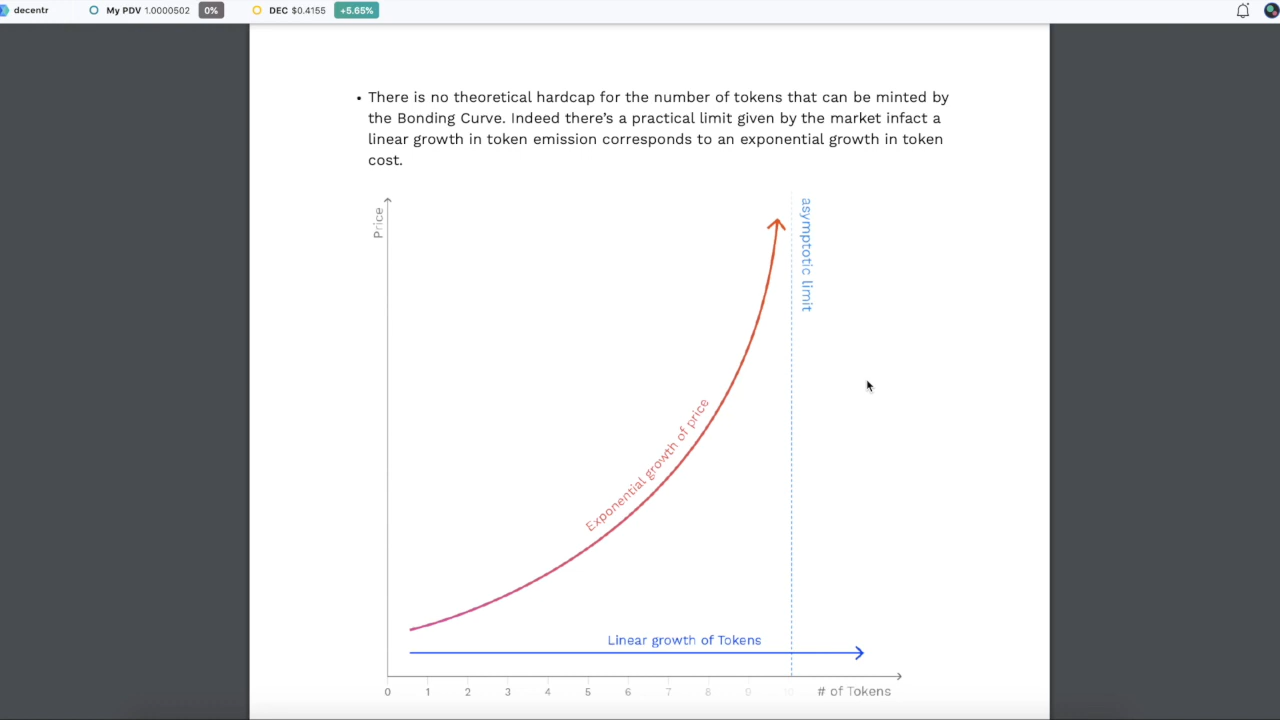 decentr My PDV 1.0000502 0% DEC $0.4155 +5.65%
• There is no theoretical hardcap for the number of tokens that can be minted by
the Bonding Curve. Indeed there's a practical limit given by the market infact a
linear growth in token emission corresponds to an exponential growth in token
cost.
Price
asymptotic limit
Exponential growth of price
Linear growth of Tokens
0 1 2 3 4 5 6 7 8 9 10 # of Tokens